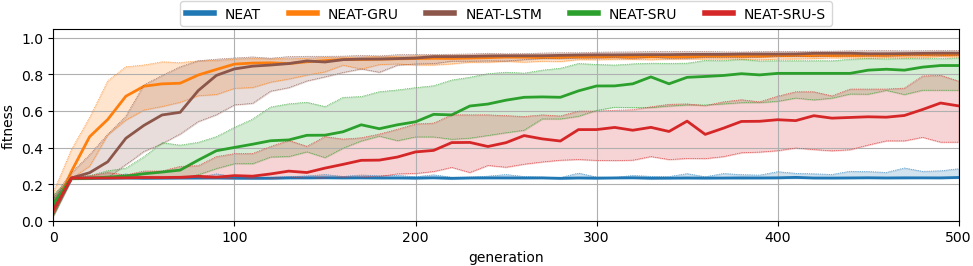 NEAT NEAT-GRU NEAT-LSTM NEAT-SRU NEAT-SRU-S
1.0
0.8
0.6
0.4
0.2
0.0
fitness
0 100 200 300 400 500
generation